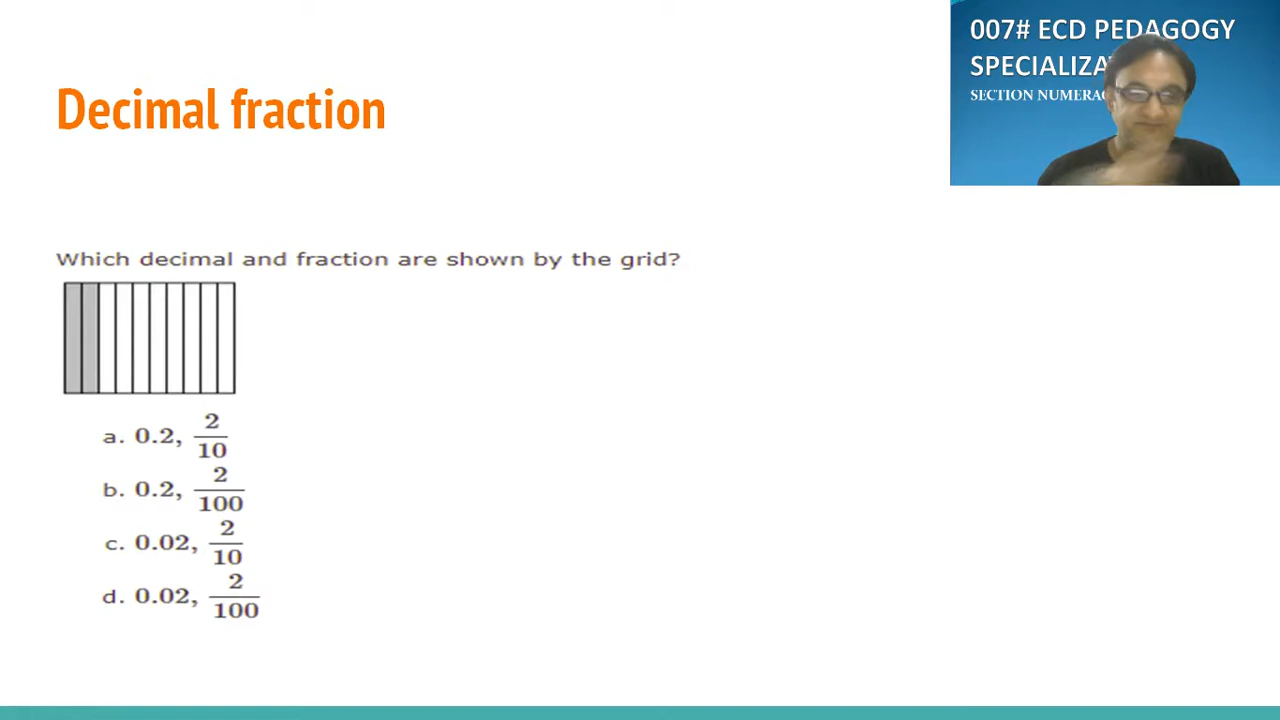 Decimal fraction
007# ECD PEDAGOGY
SPECIALIZA
SECTION NUMERAC
Which decimal and fraction are shown by the grid?
a. 0.2, 2/10
b. 0.2, 2/100
c. 0.02, 2/10
d. 0.02, 2/100